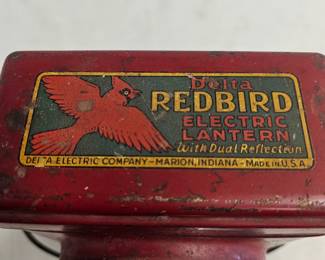 Delta
REDBIRD
ELECTRIC
LANTERN
With Dual Reflection
DELTA ELECTRIC COMPANY - MARION, INDIANA - MADE IN U.S.A.